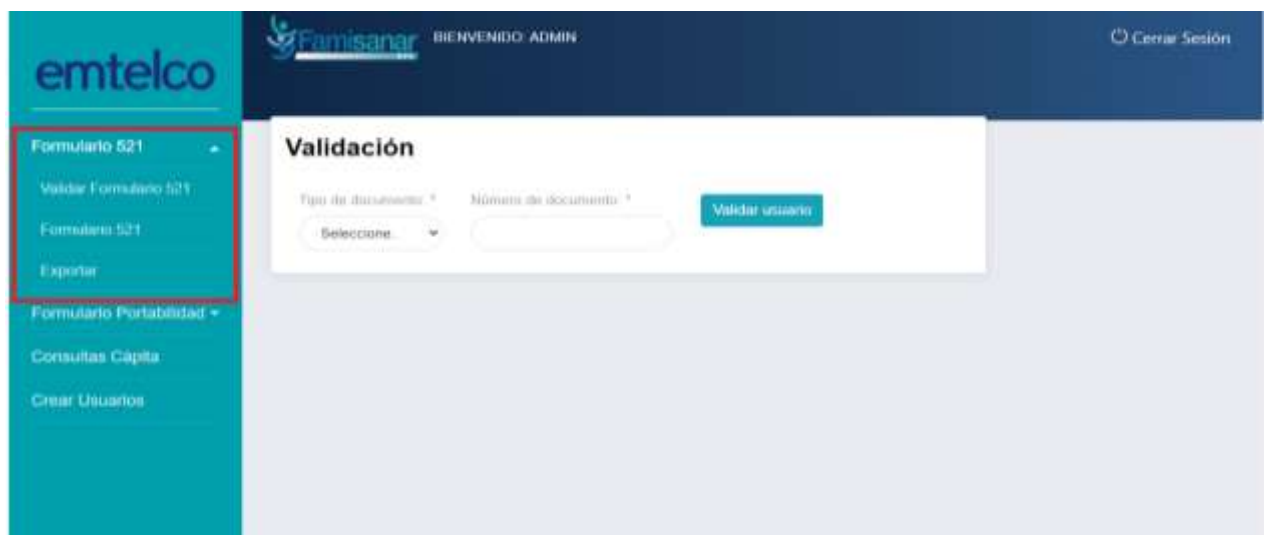 emtelco
Famisanar
BIENVENIDO: ADMIN
Cerrar Sesión
Formulario 521
Validar Formulario 521
Formulario 521
Exportar
Formulario Portabilidad
Consultas Cápita
Crear Usuarios
Validación
Tipo de documento: *
Número de documento: *
Seleccione..
Validar usuario